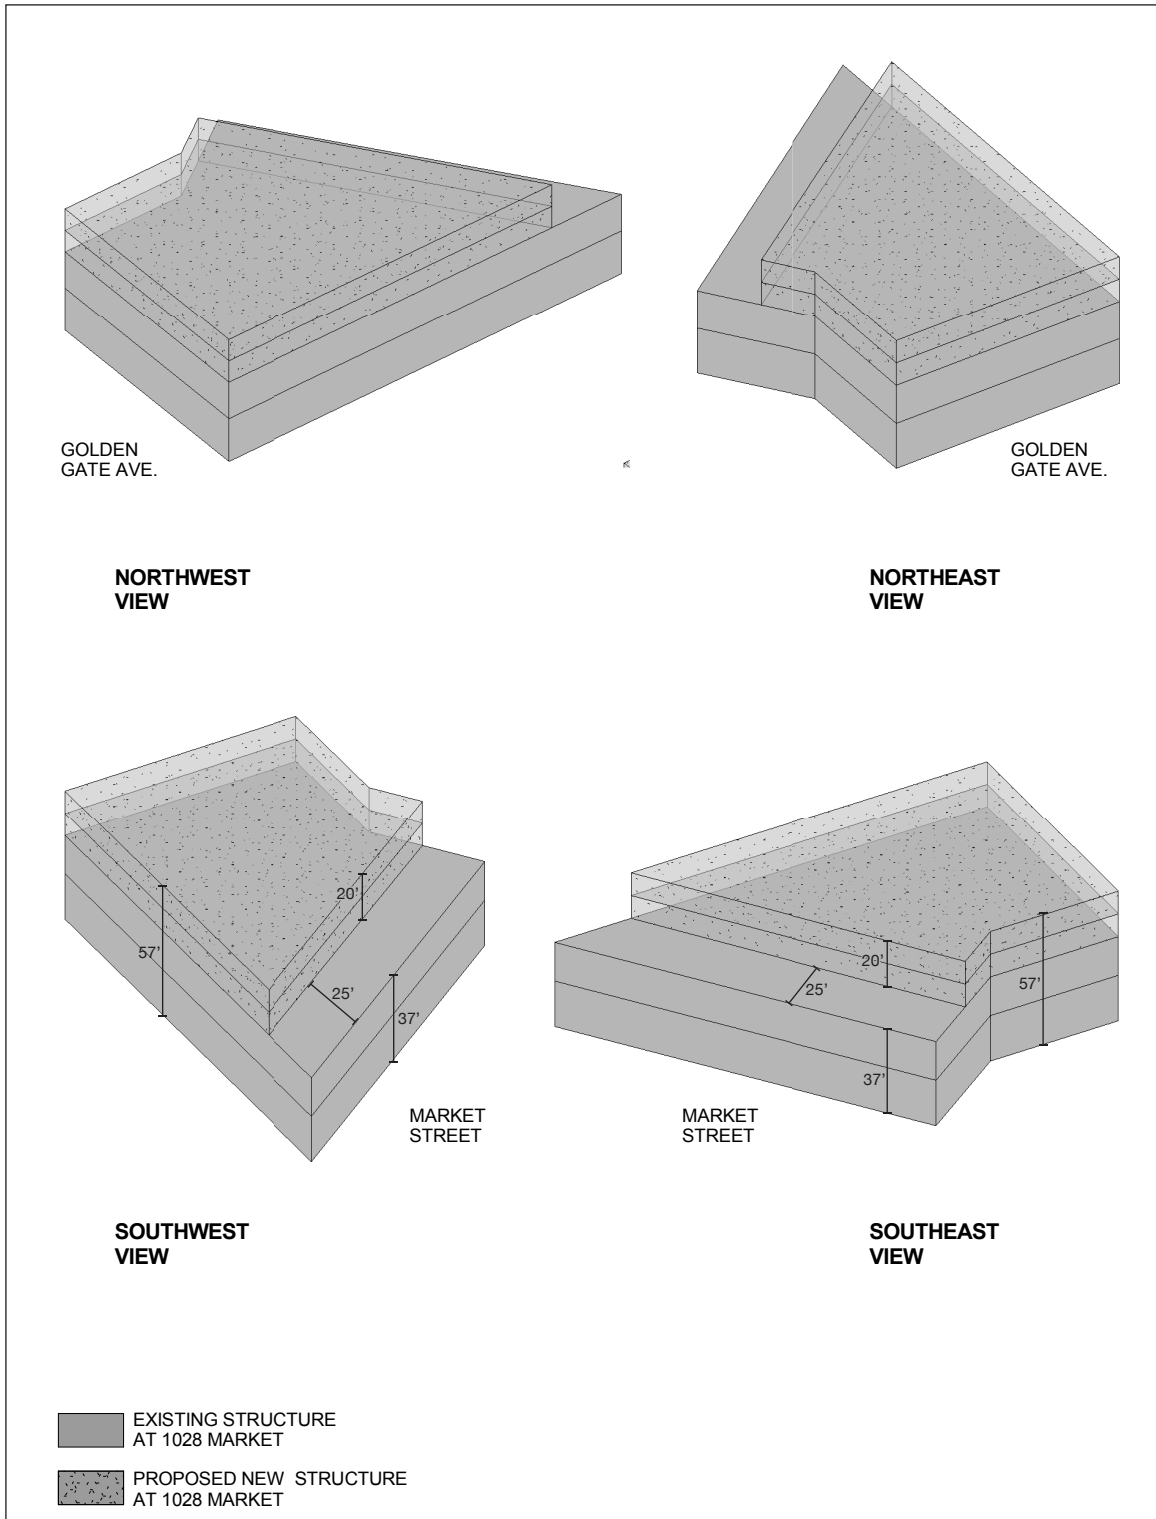 GOLDEN
GATE AVE.
GOLDEN
GATE AVE.
NORTHWEST
VIEW
NORTHEAST
VIEW
20'
57'
25'
37'
MARKET
STREET
20'
25'
57'
37'
MARKET
STREET
SOUTHWEST
VIEW
SOUTHEAST
VIEW
EXISTING STRUCTURE
AT 1028 MARKET
PROPOSED NEW STRUCTURE
AT 1028 MARKET